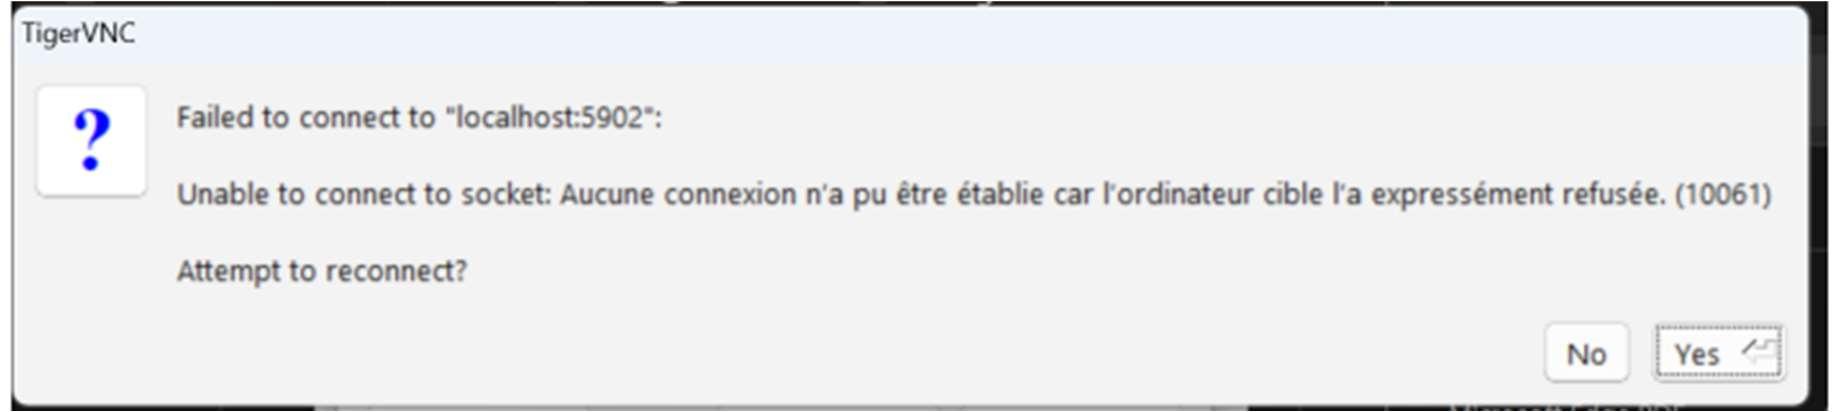 TigerVNC
?
Failed to connect to "localhost:5902":
Unable to connect to socket: Aucune connexion n'a pu être établie car l'ordinateur cible l'a expressément refusée. (10061)
Attempt to reconnect?
No Yes